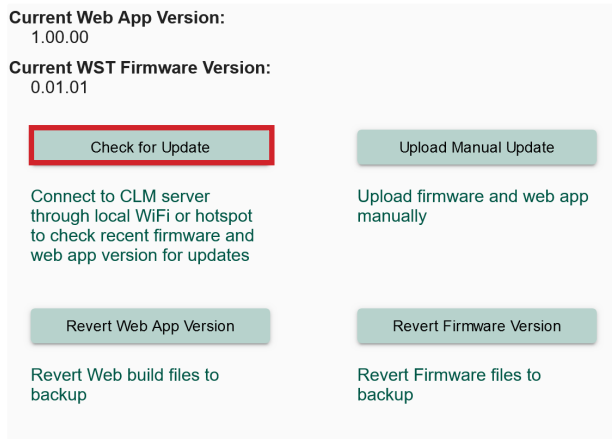 Current Web App Version:
1.00.00
Current WST Firmware Version:
0.01.01
Check for Update
Connect to CLM server
through local WiFi or hotspot
to check recent firmware and
web app version for updates
Upload Manual Update
Upload firmware and web app
manually
Revert Web App Version
Revert Web build files to
backup
Revert Firmware Version
Revert Firmware files to
backup